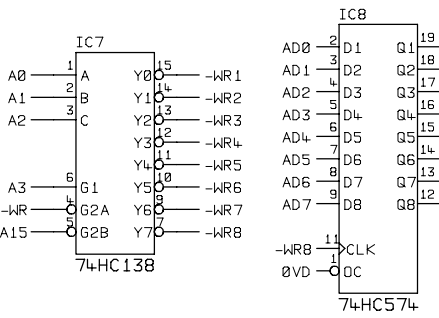 IC7
A0 1 A Y0 15 -WR1
A1 2 B Y1 14 -WR2
A2 3 C Y2 13 -WR3
Y3 12 -WR4
Y4 11 -WR5
A3 6 G1 Y5 10 -WR6
-WR 4 G2A Y6 9 -WR7
A15 5 G2B Y7 7 -WR8
74HC138
IC8
AD0 2 D1 Q1 19
AD1 3 D2 Q2 18
AD2 4 D3 Q3 17
AD3 5 D4 Q4 16
AD4 6 D5 Q5 15
AD5 7 D6 Q6 14
AD6 8 D7 Q7 13
AD7 9 D8 Q8 12
-WR8 11 CLK
0VD 1 OC
74HC574